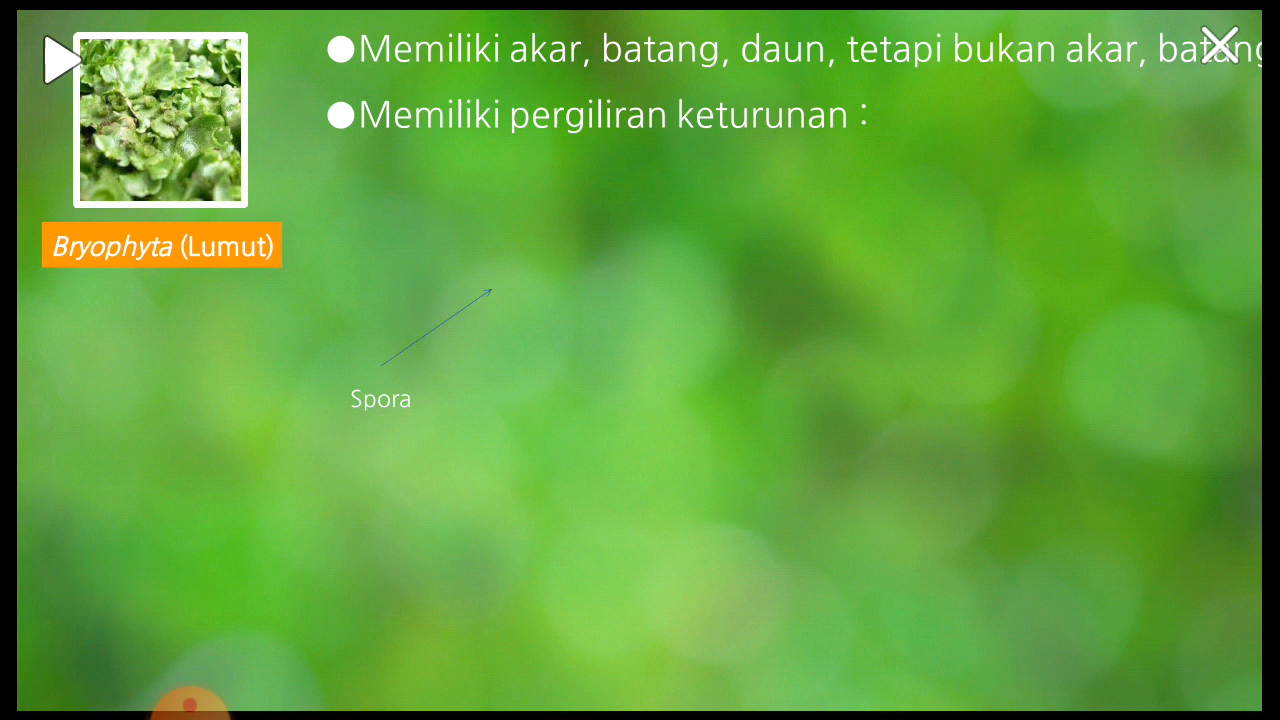 ●Memiliki akar, batang, daun, tetapi bukan akar, batang
●Memiliki pergiliran keturunan :
Bryophyta (Lumut)
Spora